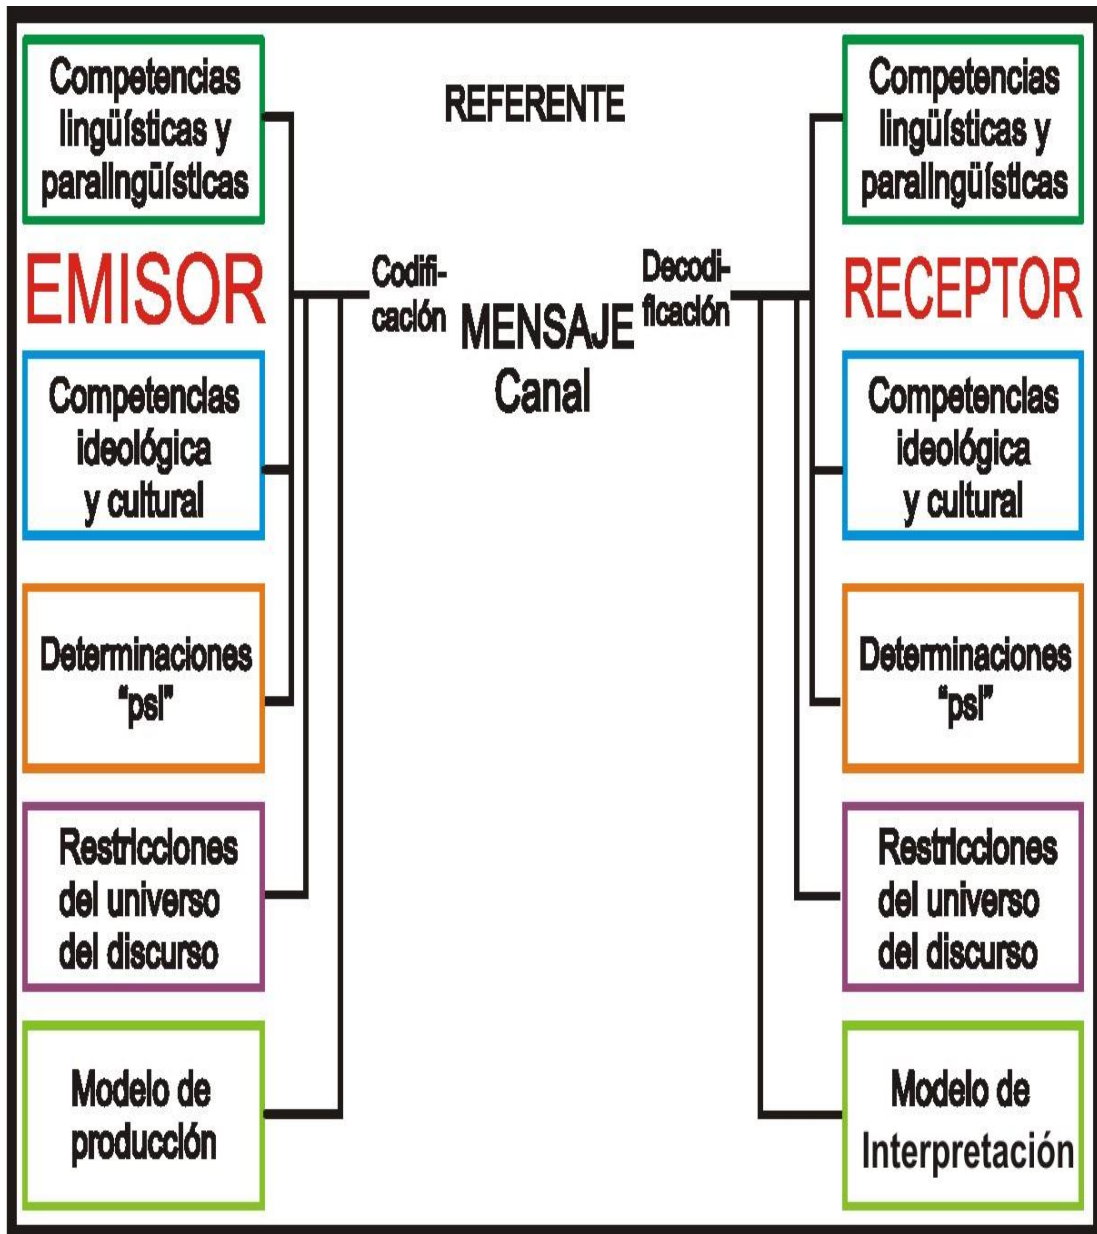 Competencias
lingüísticas y
paralingüísticas
EMISOR
Competencias
ideológica
y cultural
Determinaciones
“psi”
Restricciones
del universo
del discurso
Modelo de
producción
REFERENTE
Codifi-
cación
MENSAJE
Canal
Decodi-
ficación
Competencias
lingüísticas y
paralingüísticas
RECEPTOR
Competencias
ideológica
y cultural
Determinaciones
“psi”
Restricciones
del universo
del discurso
Modelo de
Interpretación